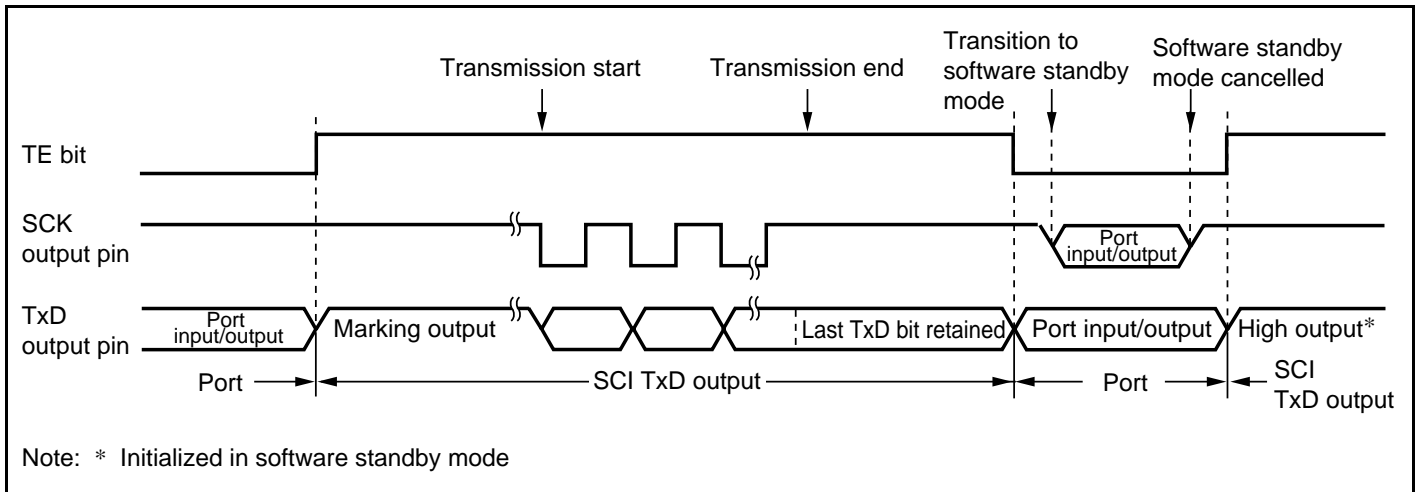 Transmission start
Transmission end
Transition to
software standby
mode
Software standby
mode cancelled
TE bit
SCK
output pin
Port
input/output
TxD
output pin
Port
input/output
Marking output
Last TxD bit retained
Port input/output
High output*
Port
SCI TxD output
Port
SCI
TxD output
Note: * Initialized in software standby mode